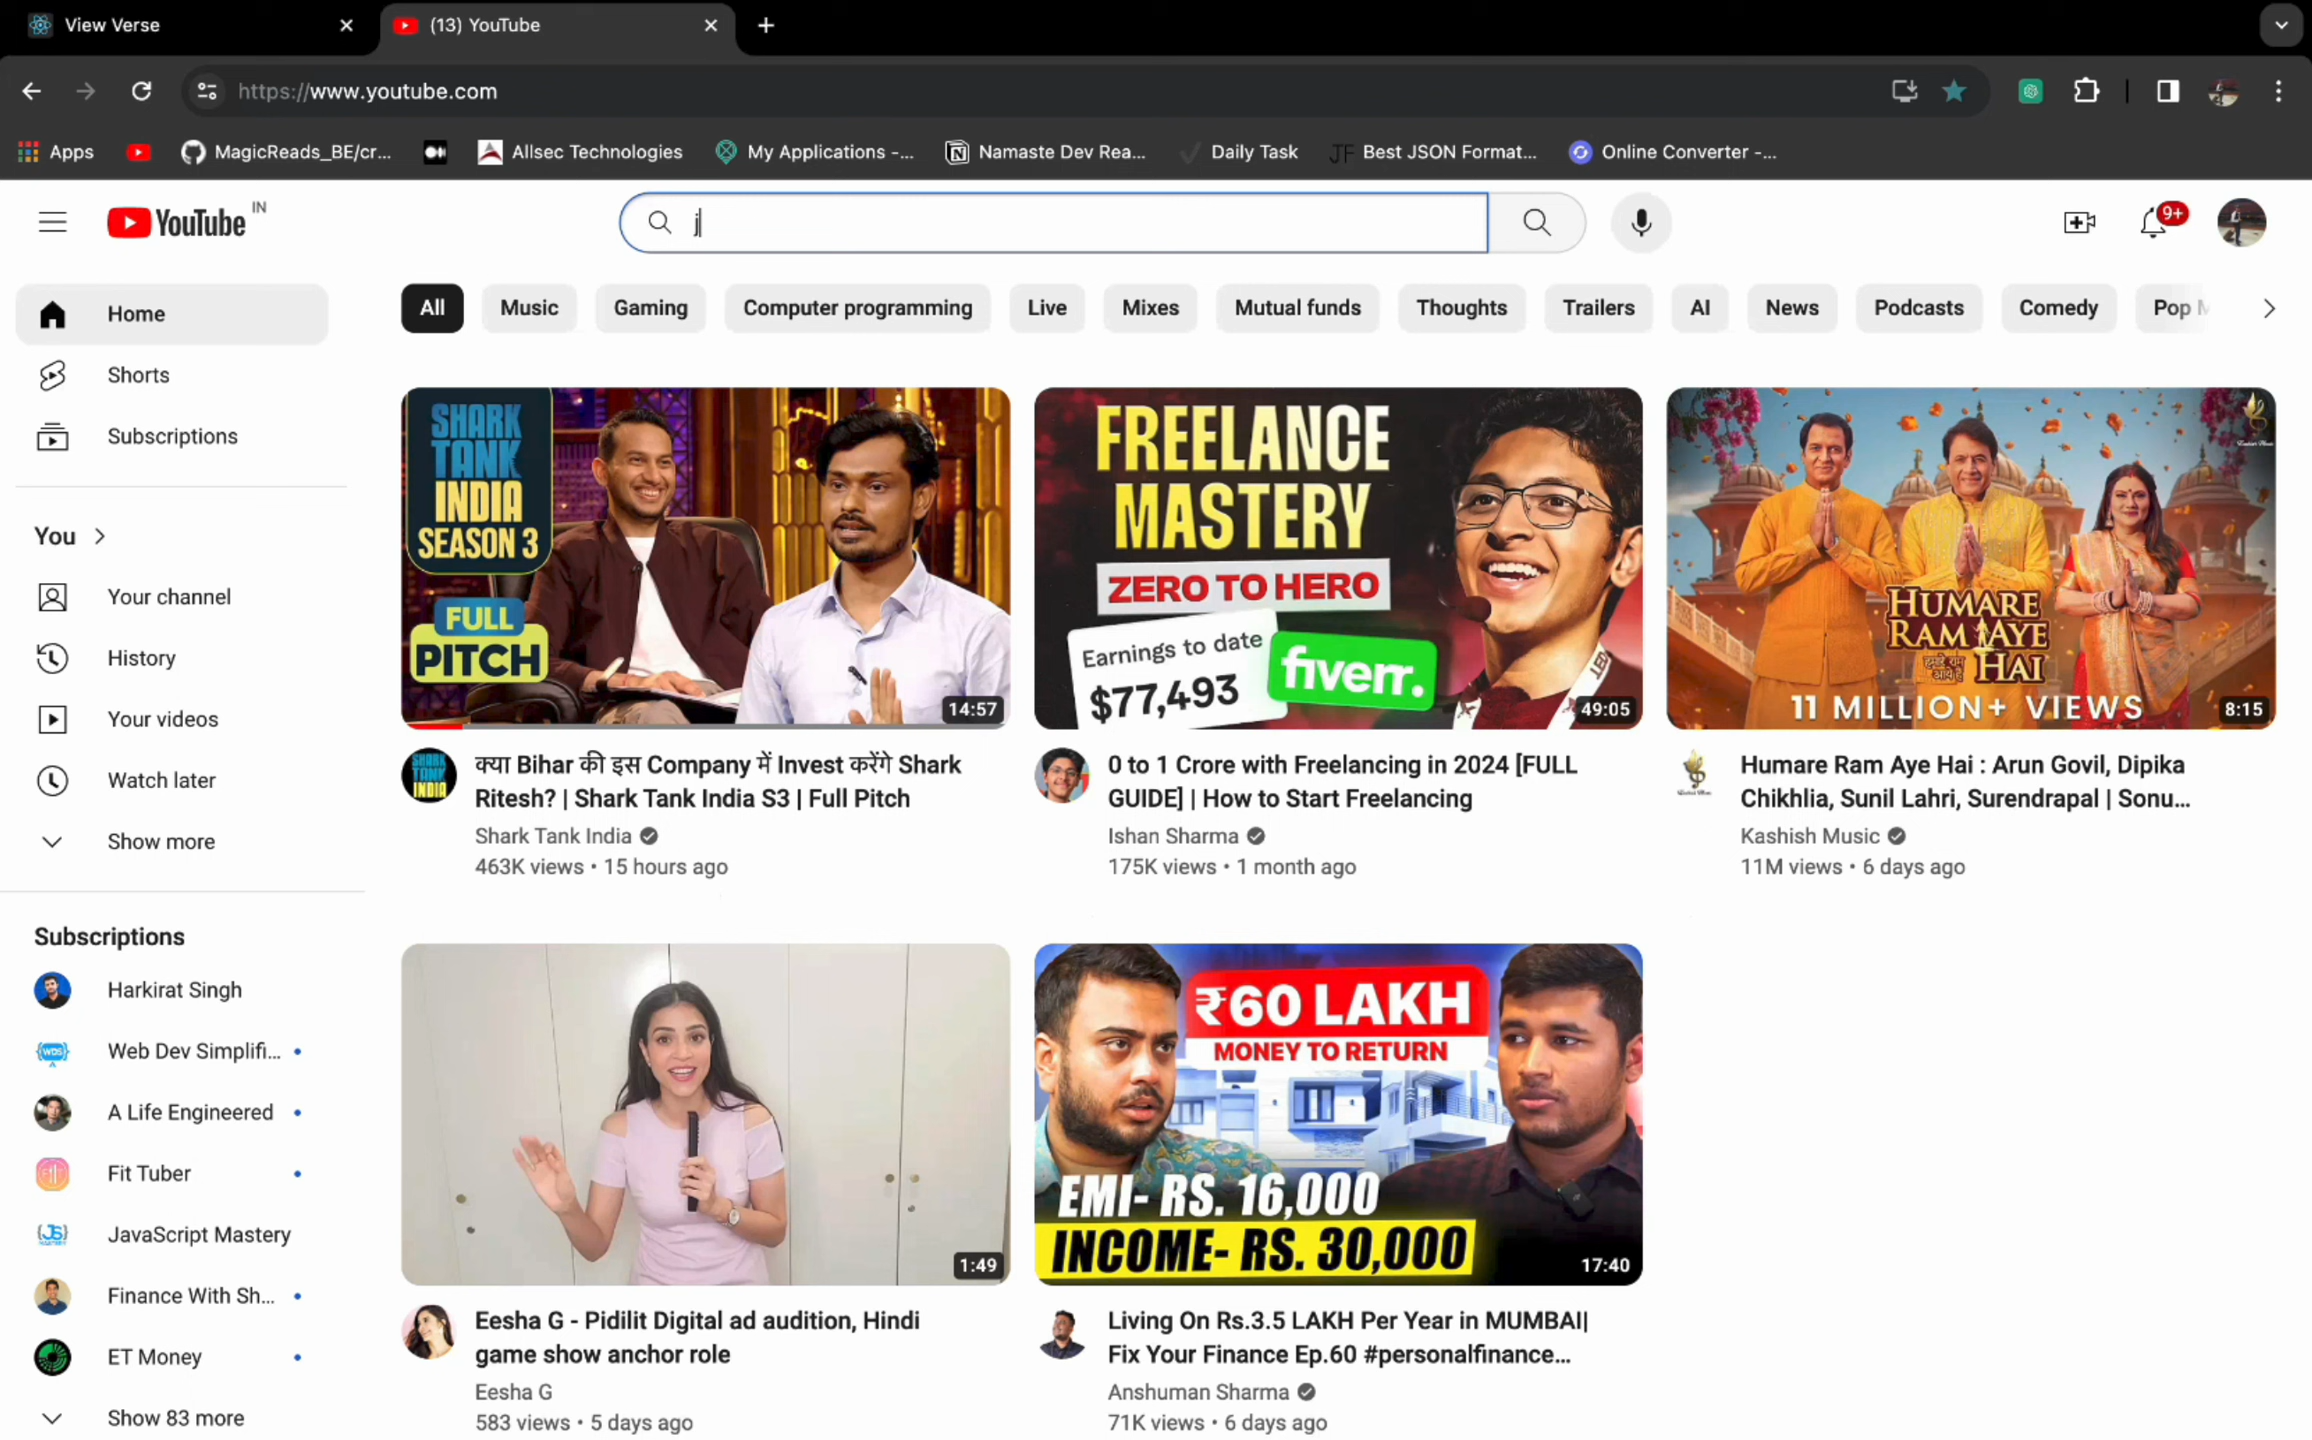 View Verse
(13) YouTube
https://www.youtube.com
Apps
MagicReads_BE/cr...
Allsec Technologies
My Applications -...
Namaste Dev Rea...
Daily Task
JF Best JSON Format...
Online Converter -...
YouTube IN
j
9+
Home
Shorts
Subscriptions
You
Your channel
History
Your videos
Watch later
Show more
Subscriptions
Harkirat Singh
Web Dev Simplifi...
A Life Engineered
Fit Tuber
JavaScript Mastery
Finance With Sh...
ET Money
Show 83 more
All
Music
Gaming
Computer programming
Live
Mixes
Mutual funds
Thoughts
Trailers
AI
News
Podcasts
Comedy
Pop M
SHARK
TANK
INDIA
SEASON 3
FULL
PITCH
14:57
SHARK
TANK
INDIA
क्या Bihar की इस Company में Invest करेंगे Shark
Ritesh? | Shark Tank India S3 | Full Pitch
Shark Tank India
463K views • 15 hours ago
FREELANCE
MASTERY
ZERO TO HERO
Earnings to date
$77,493
fiverr.
49:05
0 to 1 Crore with Freelancing in 2024 [FULL
GUIDE] | How to Start Freelancing
Ishan Sharma
175K views • 1 month ago
HUMARE
RAM AYE
हमारे राम
आये है
HAI
11 MILLION+ VIEWS
8:15
Humare Ram Aye Hai : Arun Govil, Dipika
Chikhlia, Sunil Lahri, Surendrapal | Sonu...
Kashish Music
11M views • 6 days ago
1:49
Eesha G - Pidilit Digital ad audition, Hindi
game show anchor role
Eesha G
583 views • 5 days ago
₹60 LAKH
MONEY TO RETURN
EMI- RS. 16,000
INCOME- RS. 30,000
17:40
Living On Rs.3.5 LAKH Per Year in MUMBAI|
Fix Your Finance Ep.60 #personalfinance...
Anshuman Sharma
71K views • 6 days ago